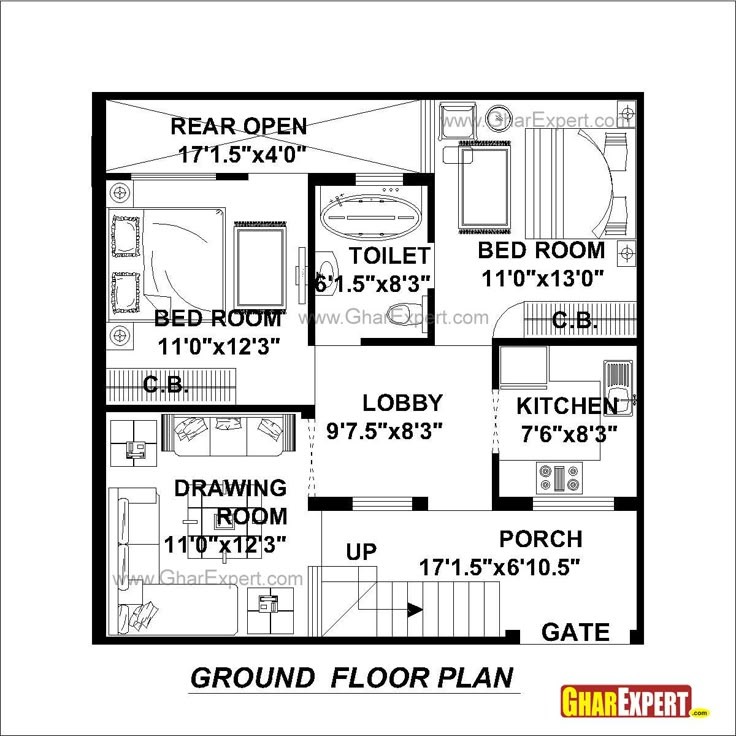 REAR OPEN
17'1.5"x4'0"
www.GharExpert.com
TOILET
6'1.5"x8'3"
BED ROOM
11'0"x13'0"
BED ROOM
11'0"x12'3"
www.GharExpert.com
C.B.
C.B.
LOBBY
9'7.5"x8'3"
KITCHEN
7'6"x8'3"
DRAWING
ROOM
11'0"x12'3"
www.GharExpert.com
UP
PORCH
17'1.5"x6'10.5"
GATE
GROUND FLOOR PLAN
GHAREXPERT.com